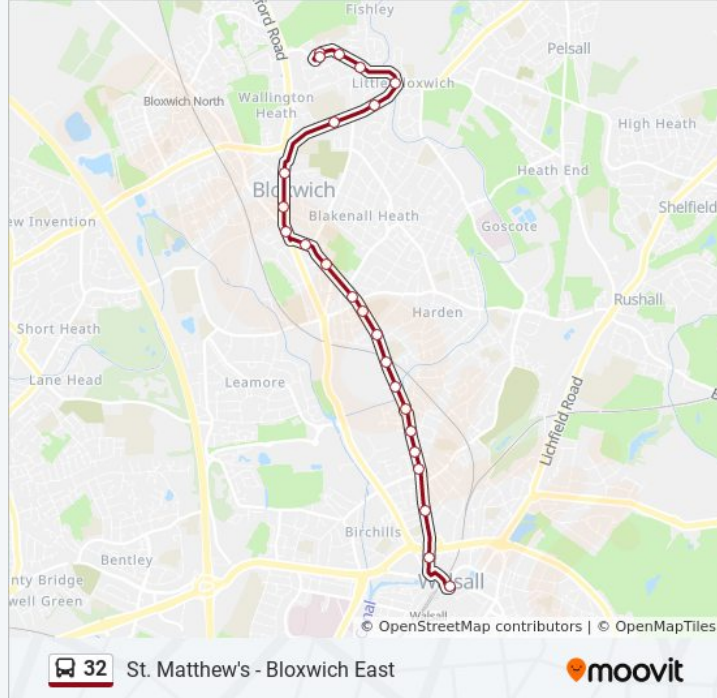 Fishley
ford Road
Pelsall
Little Bloxwich
Bloxwich North
Wallington
Heath
High Heath
Heath End
Bloxwich
Shelfield
Blakenall Heath
Goscote
ew Invention
Rushall
Harden
Short Heath
Lane Head
Leamore
Lichfield Road
Birchills
Bentley
nty Bridge
Walsall
well Green
nal
Walsall
© OpenStreetMap contributors | © OpenMapTiles
32 St. Matthew's - Bloxwich East
moovit